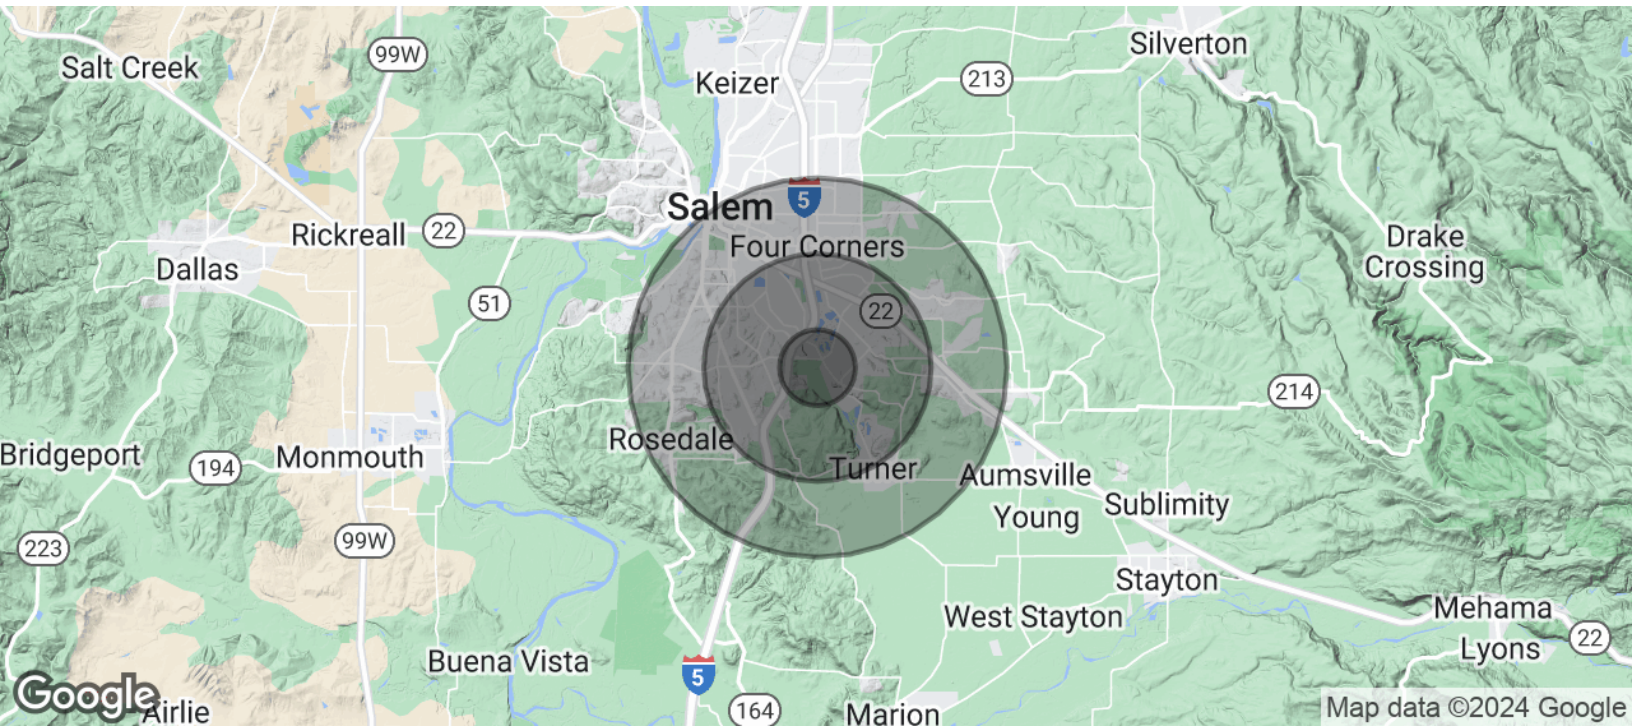 Silverton
99W
Salt Creek
Keizer
213
5
Salem
22
Rickreall
Four Corners
Drake
Crossing
Dallas
51
22
214
Rosedale
Bridgeport
194
Monmouth
Turner
Aumsville
Sublimity
Young
99W
223
Stayton
Mehama
West Stayton
22
Lyons
Buena Vista
5
Google
Airlie
164
Marion
Map data ©2024 Google